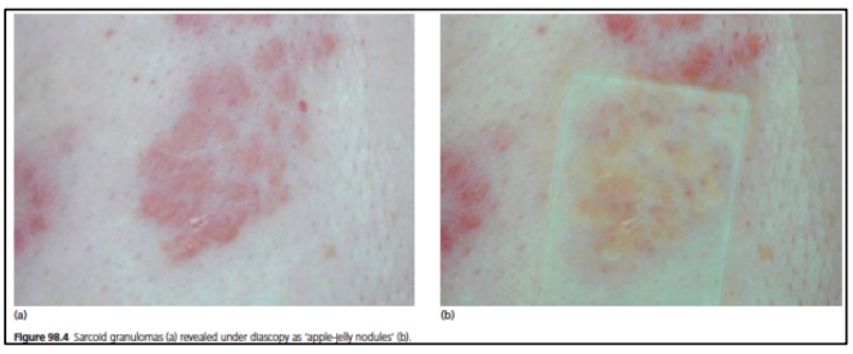 (a)
(b)
Figure 98.4 Sarcoid granulomas (a) revealed under diascopy as 'apple-jelly nodules' (b).